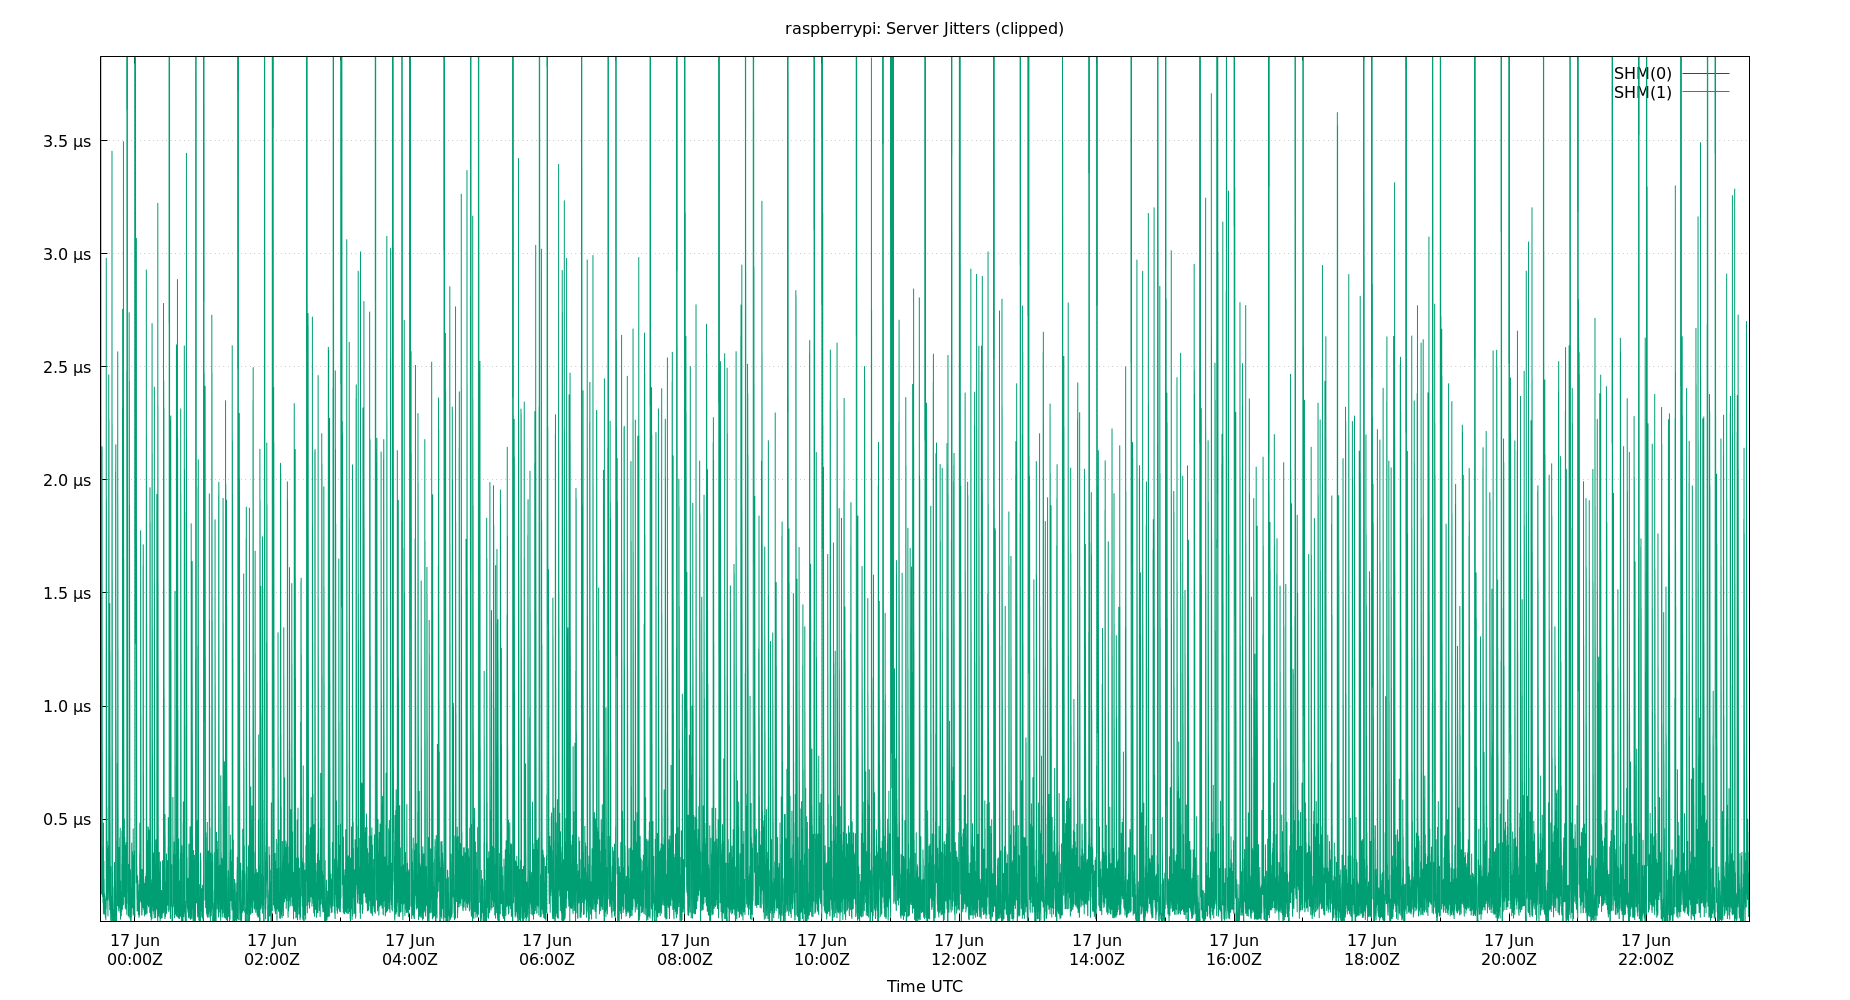 raspberrypi: Server Jitters (clipped)
SHM(0)
SHM(1)
3.5 µs
3.0 µs
2.5 µs
2.0 µs
1.5 µs
1.0 µs
0.5 µs
17 Jun 17 Jun 17 Jun 17 Jun 17 Jun 17 Jun 17 Jun 17 Jun 17 Jun 17 Jun 17 Jun 17 Jun
00:00Z 02:00Z 04:00Z 06:00Z 08:00Z 10:00Z 12:00Z 14:00Z 16:00Z 18:00Z 20:00Z 22:00Z
Time UTC